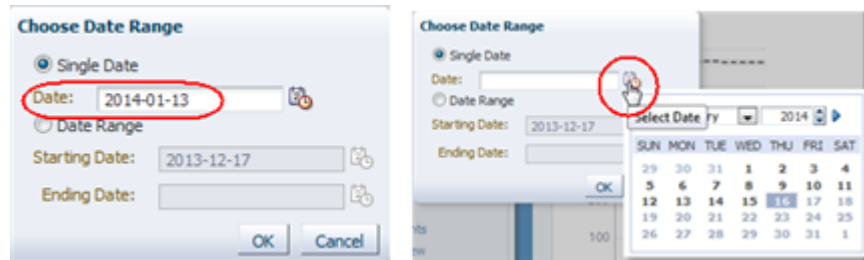 Choose Date Range
Single Date
Date: 2014-01-13
Date Range
Starting Date: 2013-12-17
Ending Date:
OK Cancel
Choose Date Range
Single Date
Date:
Date Range
Starting Date: 2013-12-17
Ending Date:
OK
Select Date ry 2014
SUN MON TUE WED THU FRI SAT
29 30 31 1 2 3 4
5 6 7 8 9 10 11
12 13 14 15 16 17 18
19 20 21 22 23 24 25
26 27 28 29 30 31 1
100